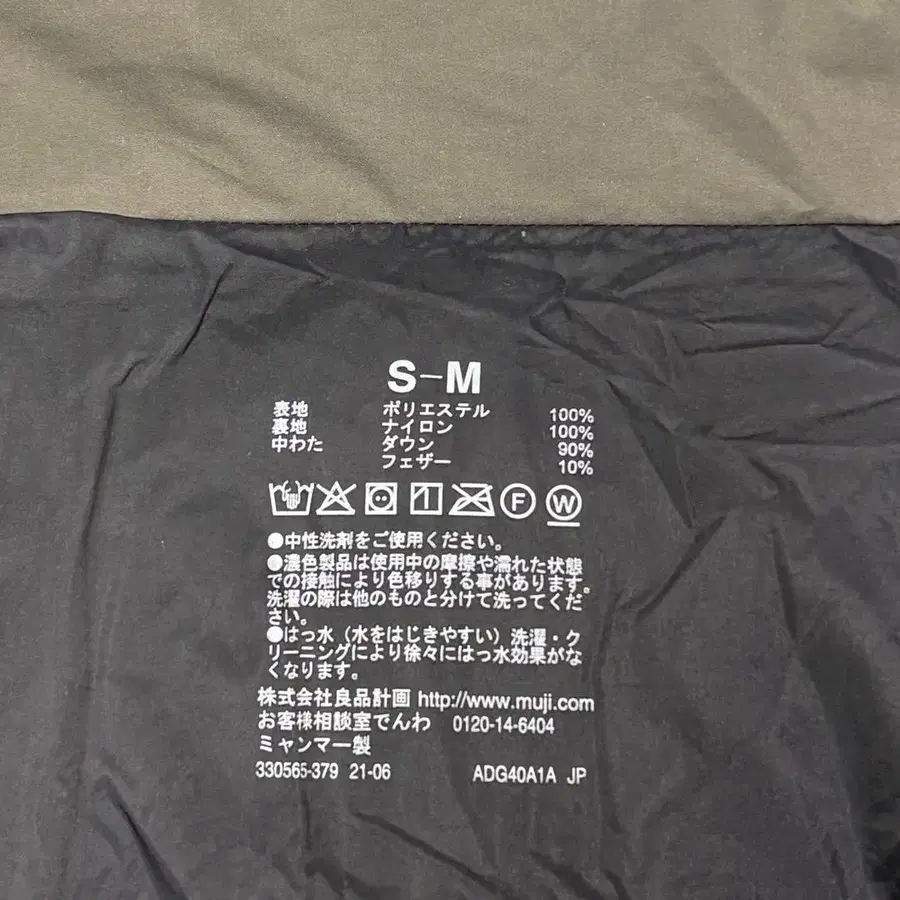 S-M
表地 ポリエステル 100%
裏地 ナイロン 100%
中わた ダウン 90%
フェザー 10%
F W
●中性洗剤をご使用ください。
●濃色製品は使用中の摩擦や濡れた状態
での接触により色移りする事があります。
洗濯の際は他のものと分けて洗ってくだ
さい。
●はっ水（水をはじきやすい）洗濯・ク
リーニングにより徐々にはっ水効果がな
くなります。
株式会社良品計画 http://www.muji.com
お客様相談室でんわ 0120-14-6404
ミャンマー製
330565-379 21-06 ADG40A1A JP